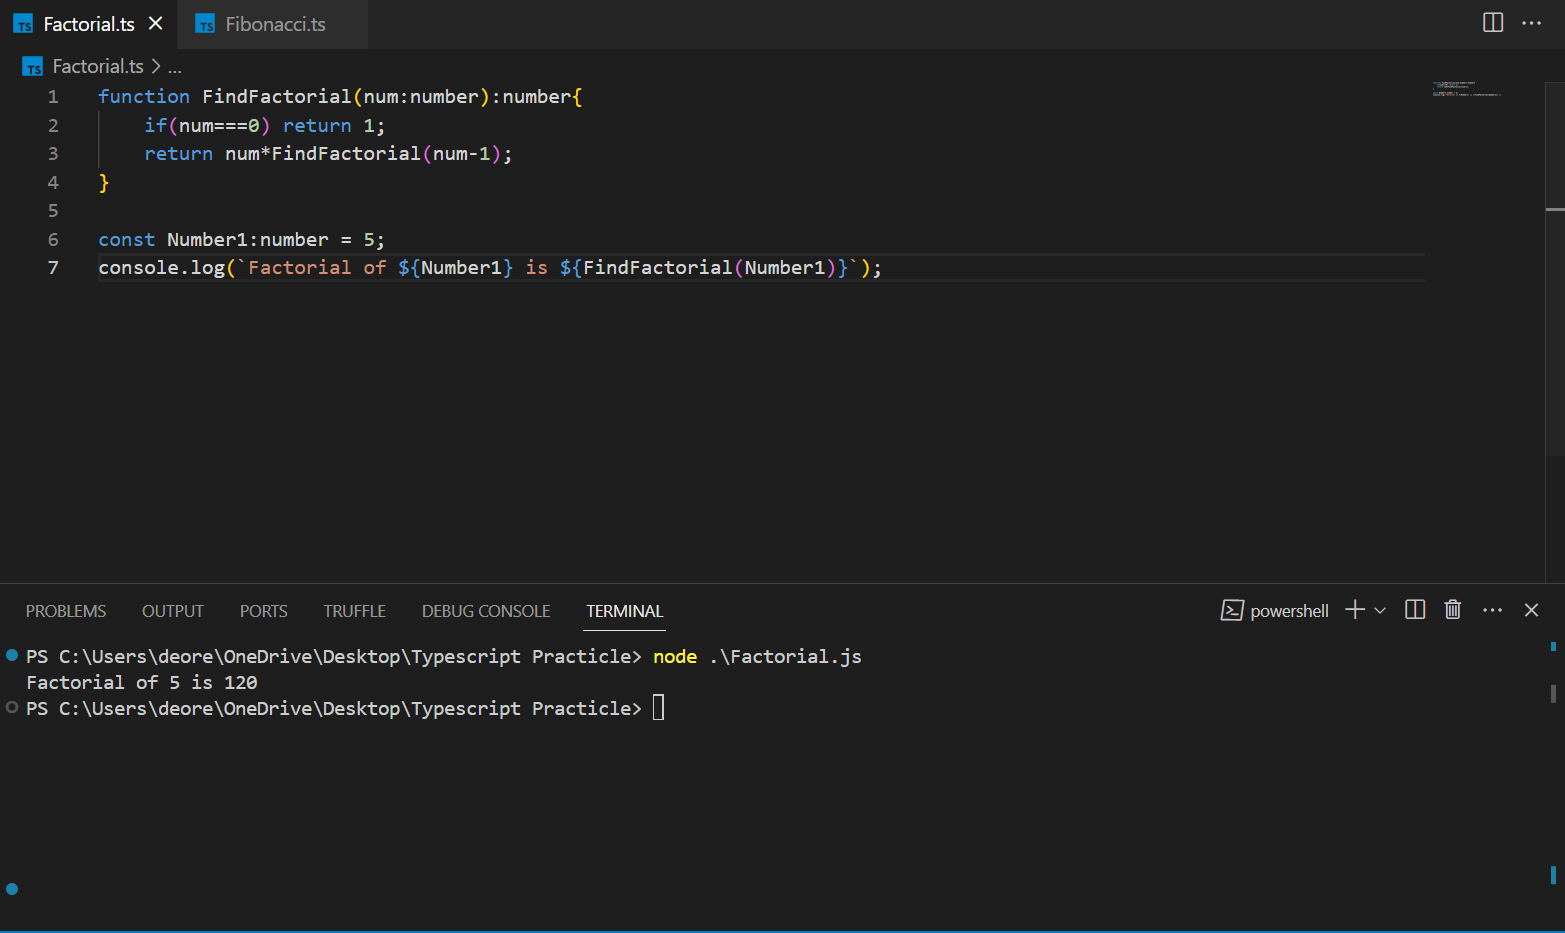 TS Factorial.ts TS Fibonacci.ts
TS Factorial.ts > ...
1 function FindFactorial(num:number):number{
2 if(num===0) return 1;
3 return num*FindFactorial(num-1);
4 }
5
6 const Number1:number = 5;
7 console.log(`Factorial of ${Number1} is ${FindFactorial(Number1)}`);
PROBLEMS OUTPUT PORTS TRUFFLE DEBUG CONSOLE TERMINAL powershell
PS C:\Users\deore\OneDrive\Desktop\Typescript Practicle> node .\Factorial.js
Factorial of 5 is 120
PS C:\Users\deore\OneDrive\Desktop\Typescript Practicle>